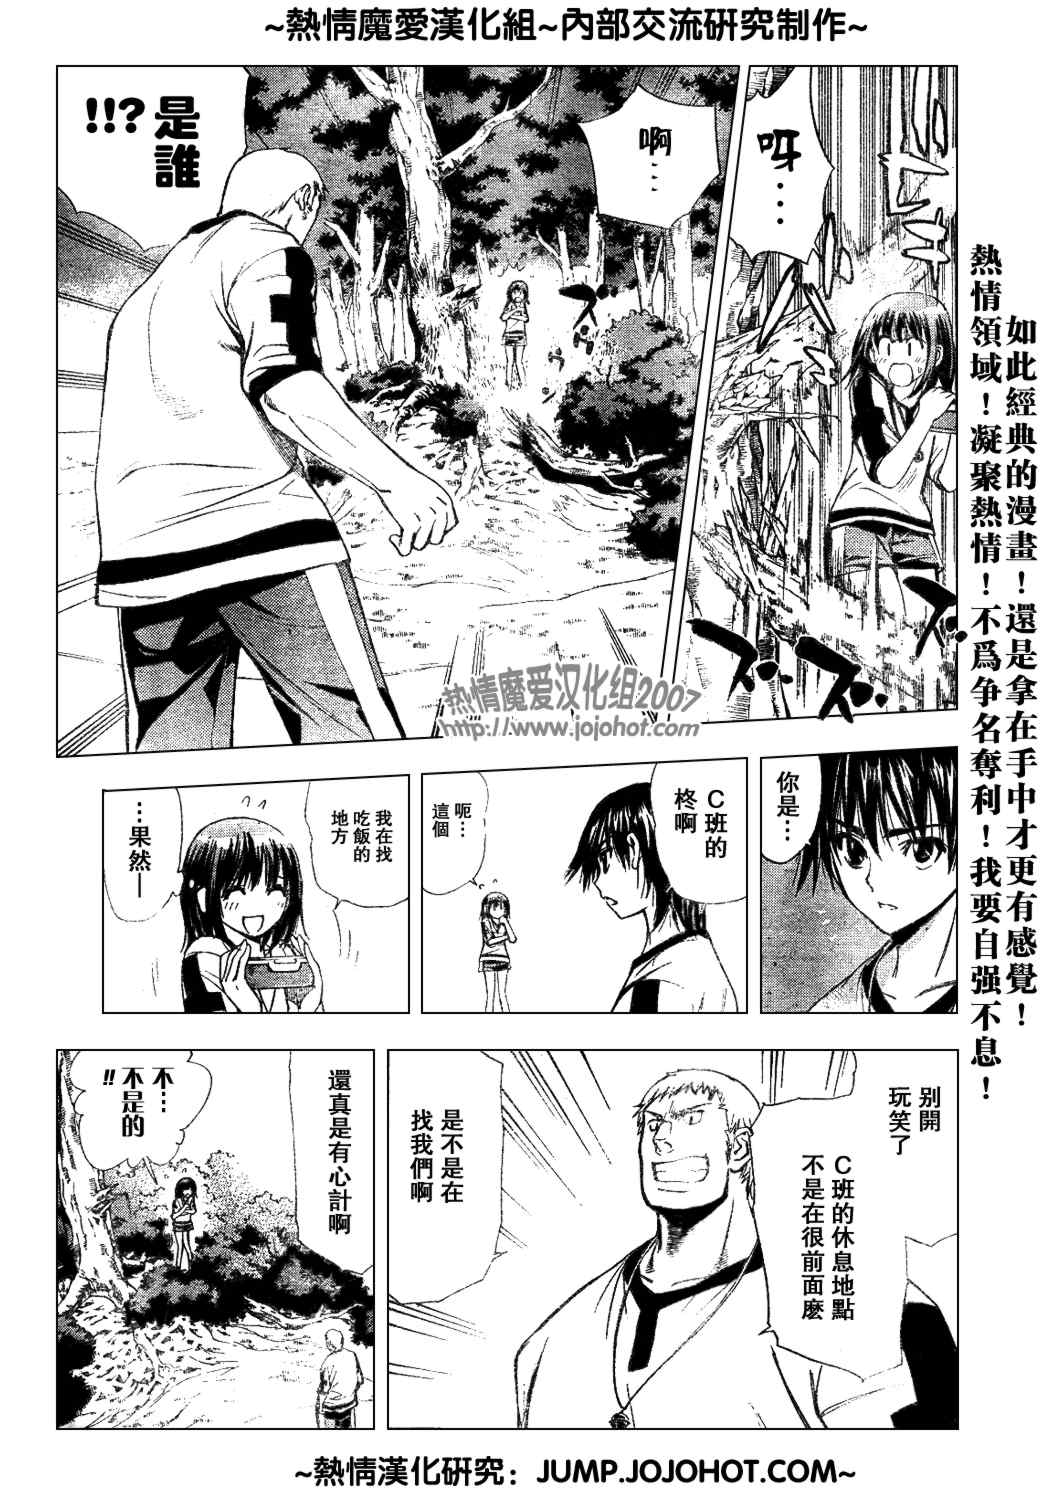 ~熱情魔愛漢化組~內部交流研究制作~
呀…
啊…
是誰
!!?
如此經典的漫畫！還是拿在手中才更有感覺！
熱情領域！凝聚熱情！不爲争名奪利！我要自强不息！
熱情魔爱汉化组2007
http://www.jojohot.com
你是…
C班的
柊啊
呃…
這個
我在找
吃飯的
地方
…果然─
别開
玩笑了
C班的休息地點
不是在很前面麽
是不是在
找我們啊
還真是有心計啊
不…
不是的
!!
~熱情漢化研究：JUMP.JOJOHOT.COM~